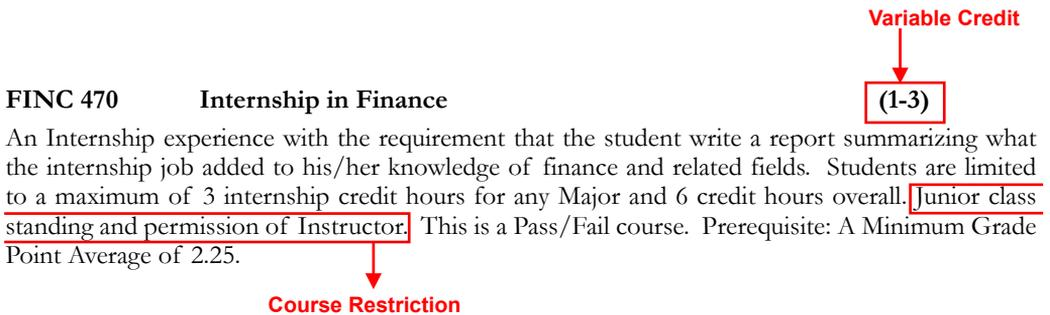 Variable Credit
FINC 470 Internship in Finance (1-3)
An Internship experience with the requirement that the student write a report summarizing what
the internship job added to his/her knowledge of finance and related fields. Students are limited
to a maximum of 3 internship credit hours for any Major and 6 credit hours overall. Junior class
standing and permission of Instructor. This is a Pass/Fail course. Prerequisite: A Minimum Grade
Point Average of 2.25.
Course Restriction